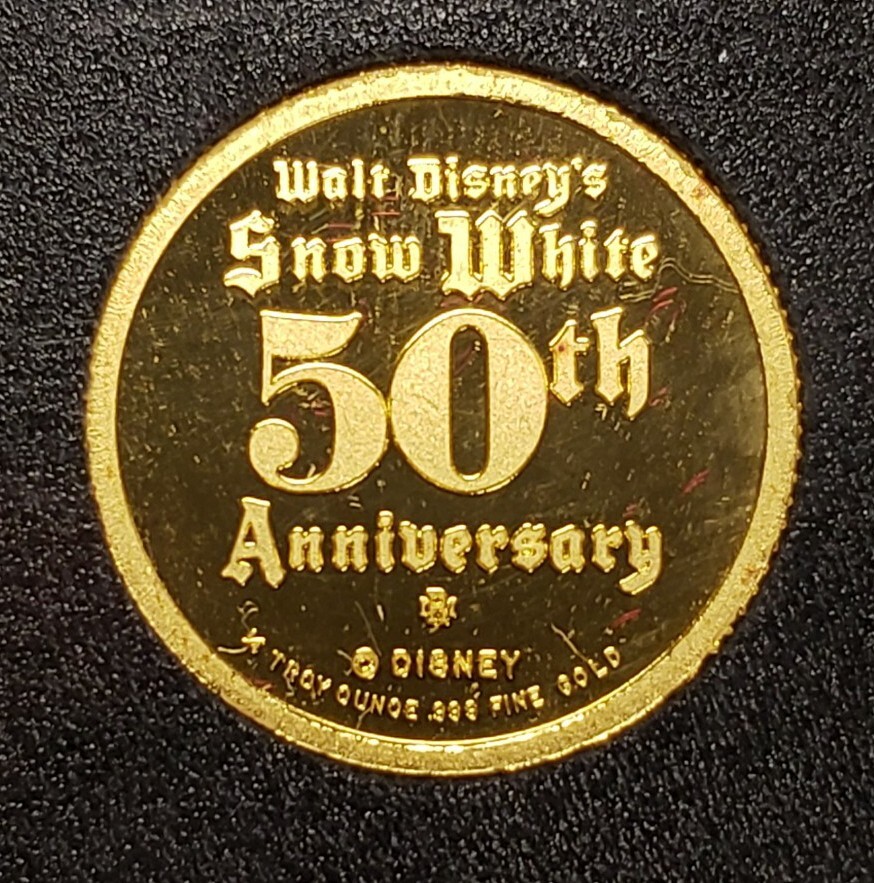 Walt Disney's
Snow White
50th
Anniversary
© DISNEY
TROY OUNCE .999 FINE GOLD